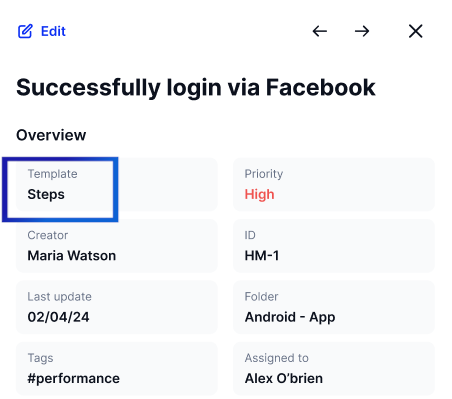 Edit
Successfully login via Facebook
Overview
Template
Steps
Priority
High
Creator
Maria Watson
ID
HM-1
Last update
02/04/24
Folder
Android - App
Tags
#performance
Assigned to
Alex O’brien